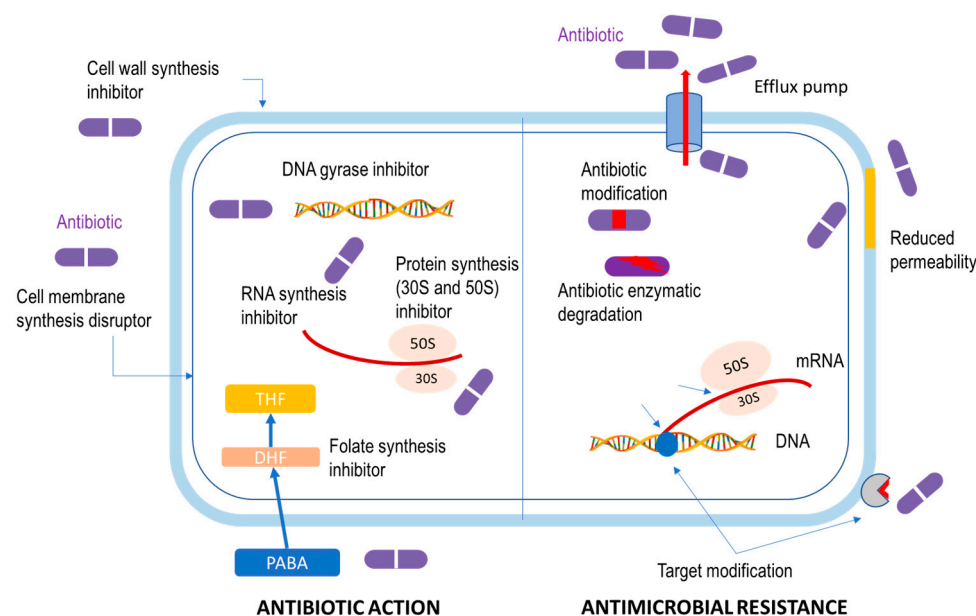 Antibiotic
Cell wall synthesis
inhibitor
Efflux pump
DNA gyrase inhibitor
Antibiotic
modification
Antibiotic
Reduced
permeability
Protein synthesis
(30S and 50S)
inhibitor
RNA synthesis
inhibitor
Antibiotic enzymatic
degradation
Cell membrane
synthesis disruptor
50S
30S
50S
30S
mRNA
THF
DHF
Folate synthesis
inhibitor
DNA
PABA
Target modification
ANTIBIOTIC ACTION
ANTIMICROBIAL RESISTANCE